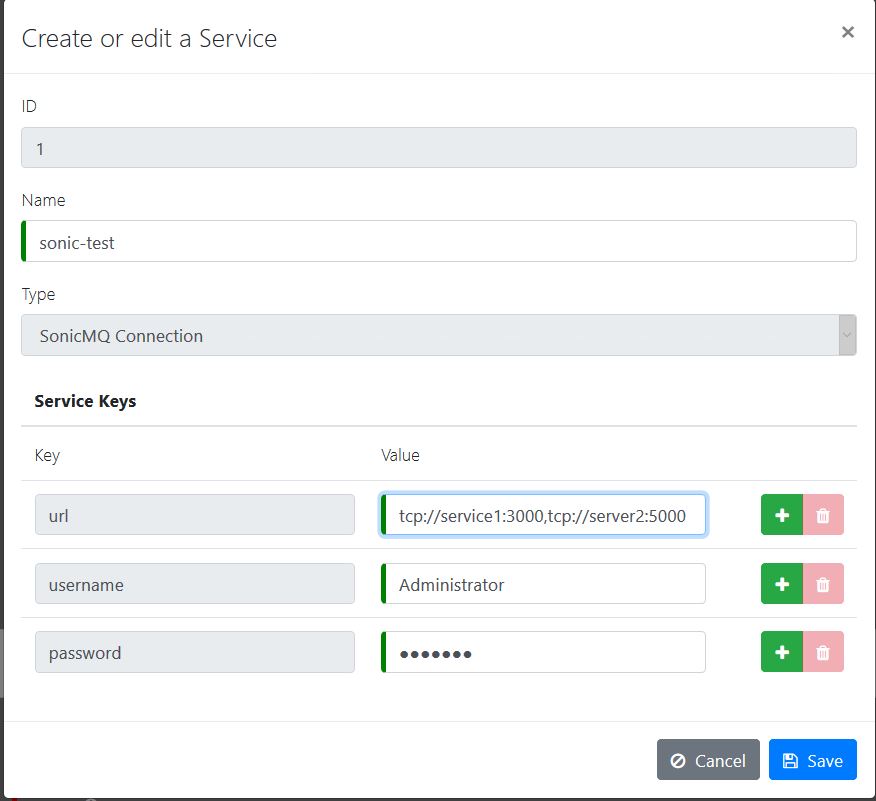 Create or edit a Service
×
ID
1
Name
sonic-test
Type
SonicMQ Connection
Service Keys
Key Value
url tcp://service1:3000,tcp://server2:5000
username Administrator
password ●●●●●●●
Cancel Save